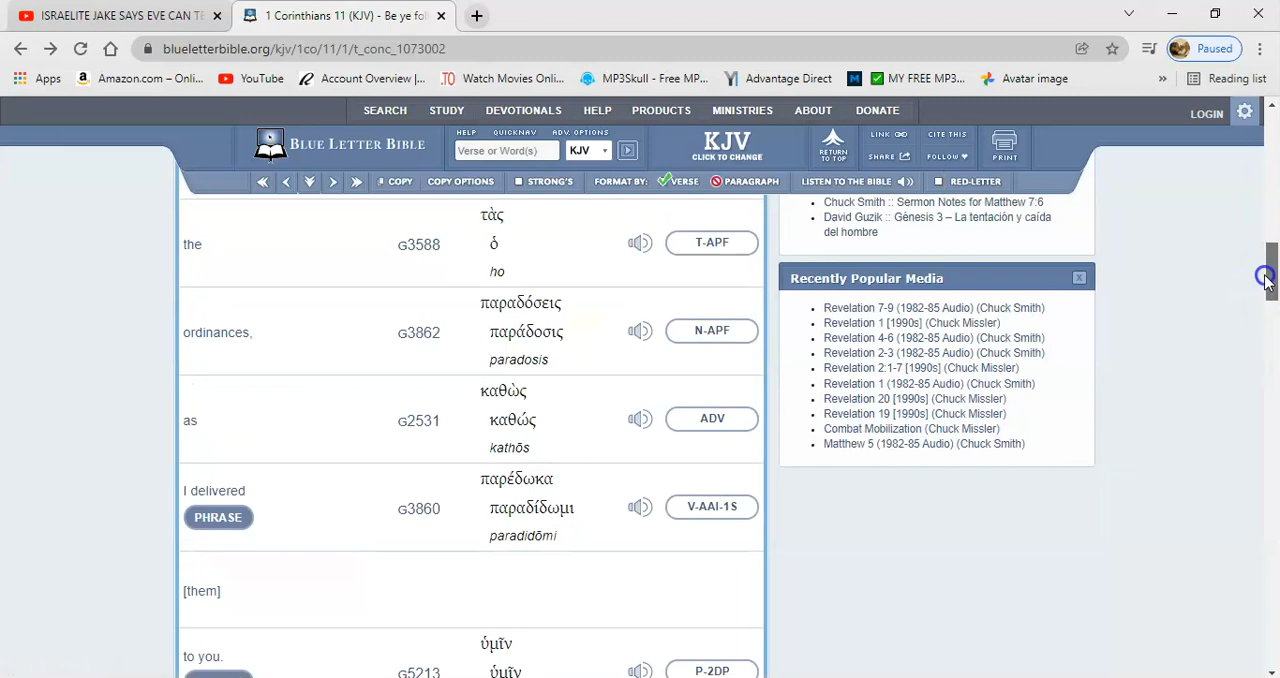 ISRAELITE JAKE SAYS EVE CAN TE
1 Corinthians 11 (KJV) - Be ye fol
blueletterbible.org/kjv/1co/11/1/t_conc_1073002
Paused
Apps
Amazon.com – Onli...
YouTube
Account Overview |...
Watch Movies Onli...
MP3Skull - Free MP...
Advantage Direct
MY FREE MP3...
Avatar image
»
Reading list
SEARCH STUDY DEVOTIONALS HELP PRODUCTS MINISTRIES ABOUT DONATE
LOGIN
BLUE LETTER BIBLE
HELP QUICKNAV ADV. OPTIONS
Verse or Word(s)
KJV
KJV
CLICK TO CHANGE
RETURN
TO TOP
LINK
SHARE
CITE THIS
FOLLOW
PRINT
COPY COPY OPTIONS STRONG'S FORMAT BY: VERSE PARAGRAPH LISTEN TO THE BIBLE RED-LETTER
τὰς
the G3588 ὁ T-APF
ho
παραδόσεις
ordinances, G3862 παράδοσις N-APF
paradosis
καθὼς
as G2531 καθώς ADV
kathōs
παρέδωκα
I delivered
PHRASE
G3860 παραδίδωμι V-AAI-1S
paradidōmi
[them]
ὑμῖν
to you.
G5213 ὑμῖν P-2DP
Chuck Smith :: Sermon Notes for Matthew 7:6
David Guzik :: Génesis 3 – La tentación y caída
del hombre
Recently Popular Media
X
Revelation 7-9 (1982-85 Audio) (Chuck Smith)
Revelation 1 [1990s] (Chuck Missler)
Revelation 4-6 (1982-85 Audio) (Chuck Smith)
Revelation 2-3 (1982-85 Audio) (Chuck Smith)
Revelation 2:1-7 [1990s] (Chuck Missler)
Revelation 1 (1982-85 Audio) (Chuck Smith)
Revelation 20 [1990s] (Chuck Missler)
Revelation 19 [1990s] (Chuck Missler)
Combat Mobilization (Chuck Missler)
Matthew 5 (1982-85 Audio) (Chuck Smith)